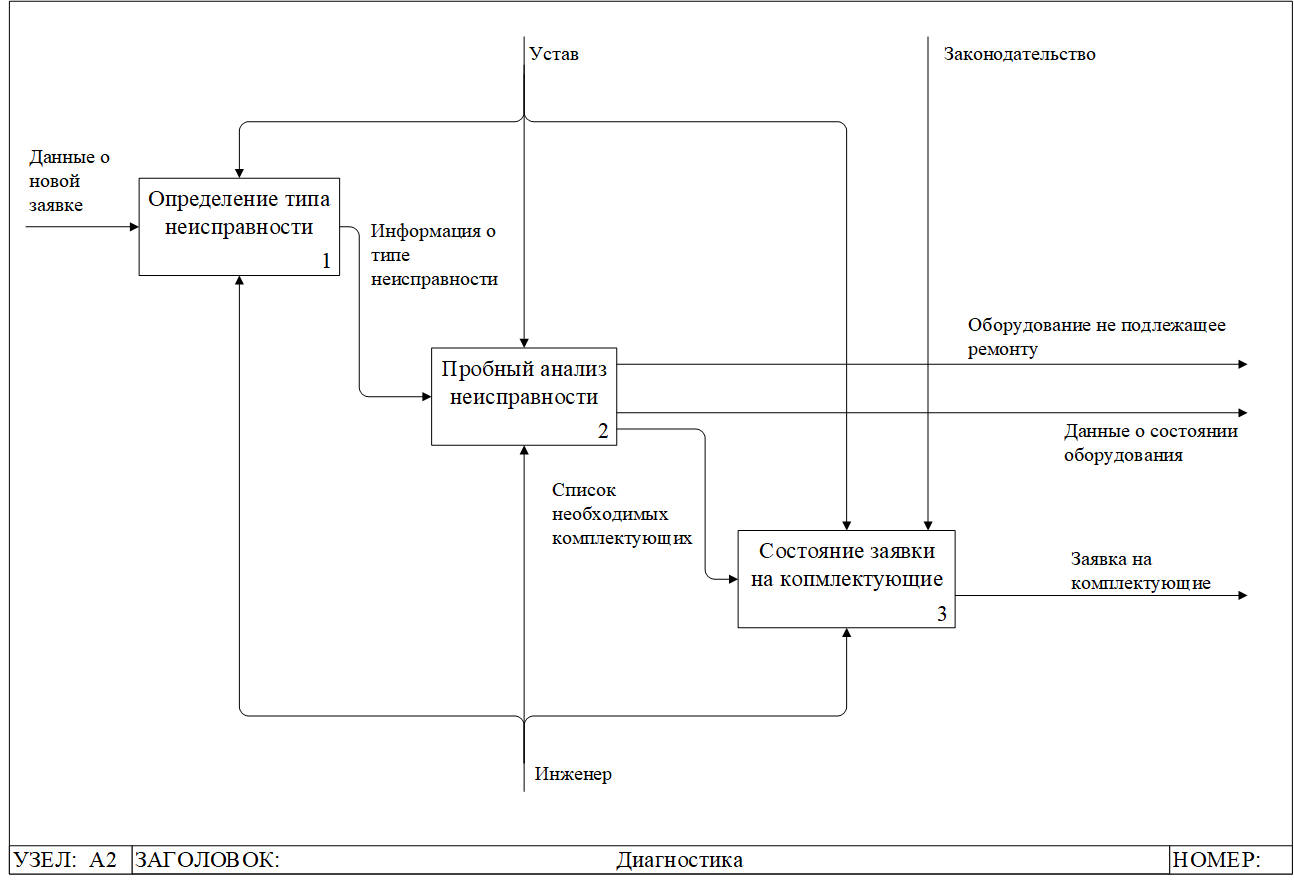 Устав
Законодательство
Данные о
новой
заявке
Определение типа
неисправности
1
Информация о
типе
неисправности
Оборудование не подлежащее
ремонту
Пробный анализ
неисправности
2
Данные о состоянии
оборудования
Список
необходимых
комплектующих
Состояние заявки
на копмлектующие
3
Заявка на
комплектующие
Инженер
УЗЕЛ: А2 ЗАГОЛОВОК: Диагностика НОМЕР: